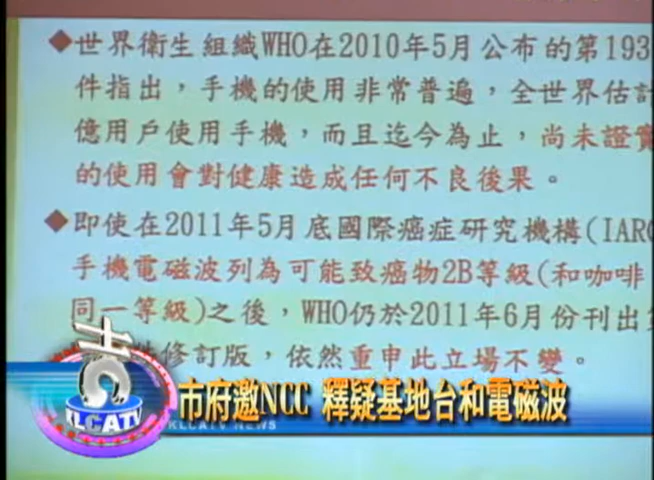 ◆世界衛生組織WHO在2010年5月公布的第193
件指出，手機的使用非常普遍，全世界估計
億用戶使用手機，而且迄今為止，尚未證實
的使用會對健康造成任何不良後果。
◆即使在2011年5月底國際癌症研究機構(IARC
手機電磁波列為可能致癌物2B等級(和咖啡
同一等級)之後，WHO仍於2011年6月份刊出
修訂版，依然重申此立場不變。
市府邀NCC 釋疑基地台和電磁波
吉
KLCATV
KLCATV NEWS